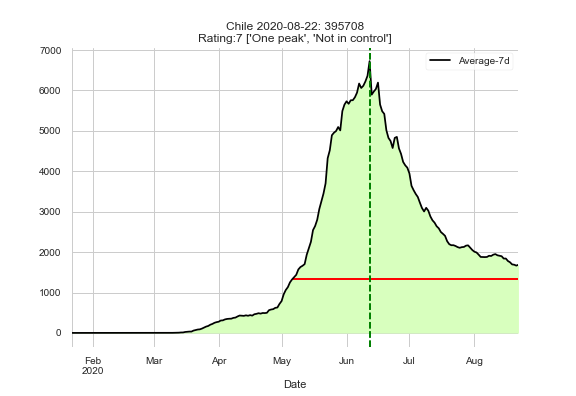 Chile 2020-08-22: 395708
Rating:7 ['One peak', 'Not in control']
Average-7d
7000
6000
5000
4000
3000
2000
1000
0
Feb
2020
Mar
Apr
May
Jun
Jul
Aug
Date